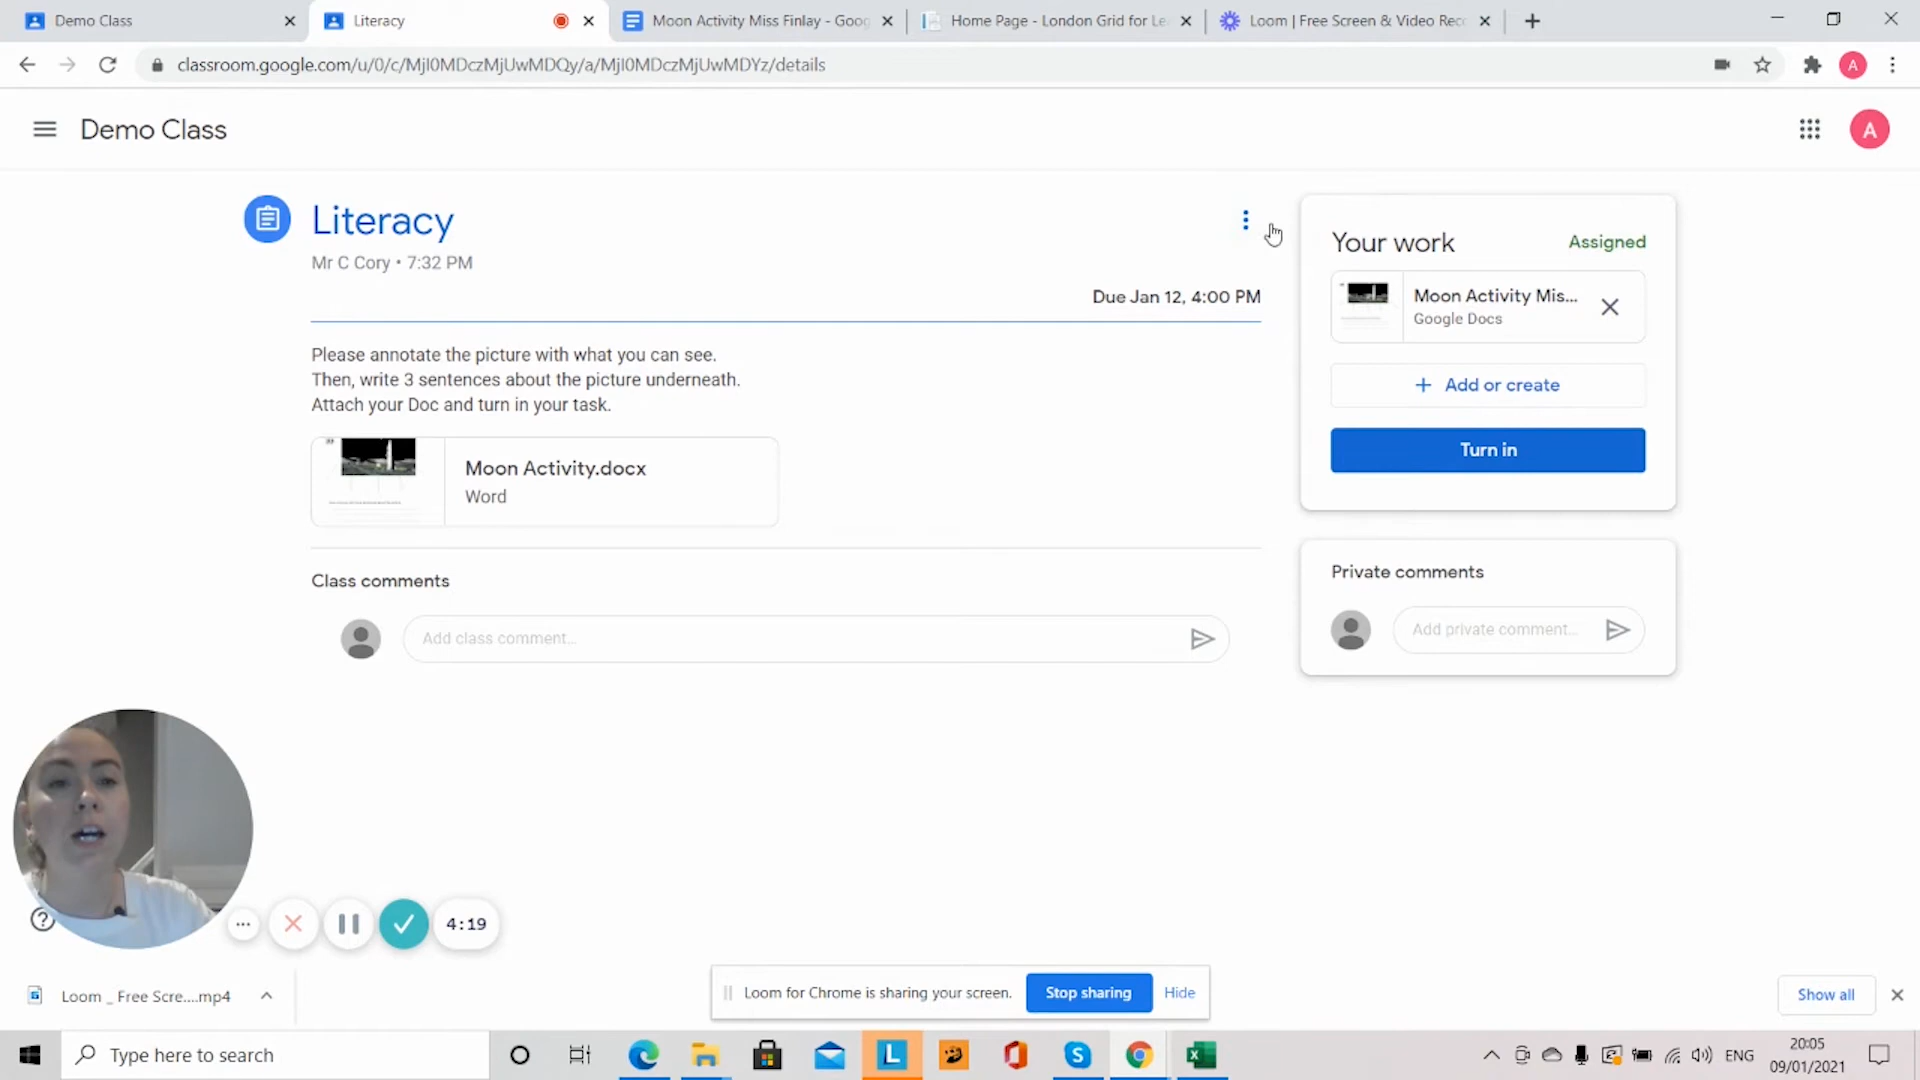 Demo Class
Literacy
Moon Activity Miss Finlay - Goog
Home Page - London Grid for Le
Loom | Free Screen & Video Rec
classroom.google.com/u/0/c/MjI0MDczMjUwMDQy/a/MjI0MDczMjUwMDYz/details
A
Demo Class
A
Literacy
Mr C Cory • 7:32 PM
Due Jan 12, 4:00 PM
Please annotate the picture with what you can see.
Then, write 3 sentences about the picture underneath.
Attach your Doc and turn in your task.
Moon Activity.docx
Word
Class comments
Add class comment...
Your work
Assigned
Moon Activity Mis...
Google Docs
+ Add or create
Turn in
Private comments
Add private comment...
4:19
Loom _ Free Scre....mp4
Loom for Chrome is sharing your screen.
Stop sharing
Hide
Show all
Type here to search
L
ENG
20:05
09/01/2021